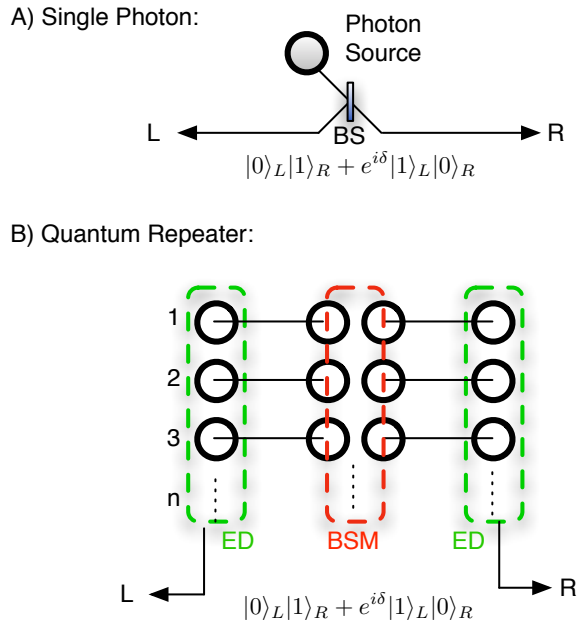 A) Single Photon:
Photon
Source
L
R
BS
|0⟩_L|1⟩_R + e^{iδ}|1⟩_L|0⟩_R
B) Quantum Repeater:
1
2
3
n
ED
BSM
ED
L
R
|0⟩_L|1⟩_R + e^{iδ}|1⟩_L|0⟩_R